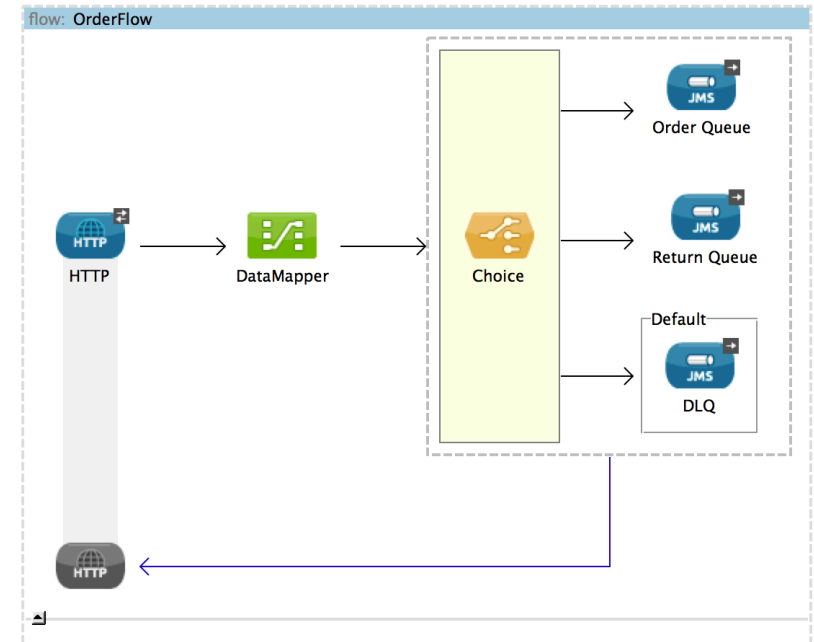 flow: OrderFlow
JMS
Order Queue
HTTP
HTTP
DataMapper
Choice
JMS
Return Queue
Default
JMS
DLQ
HTTP